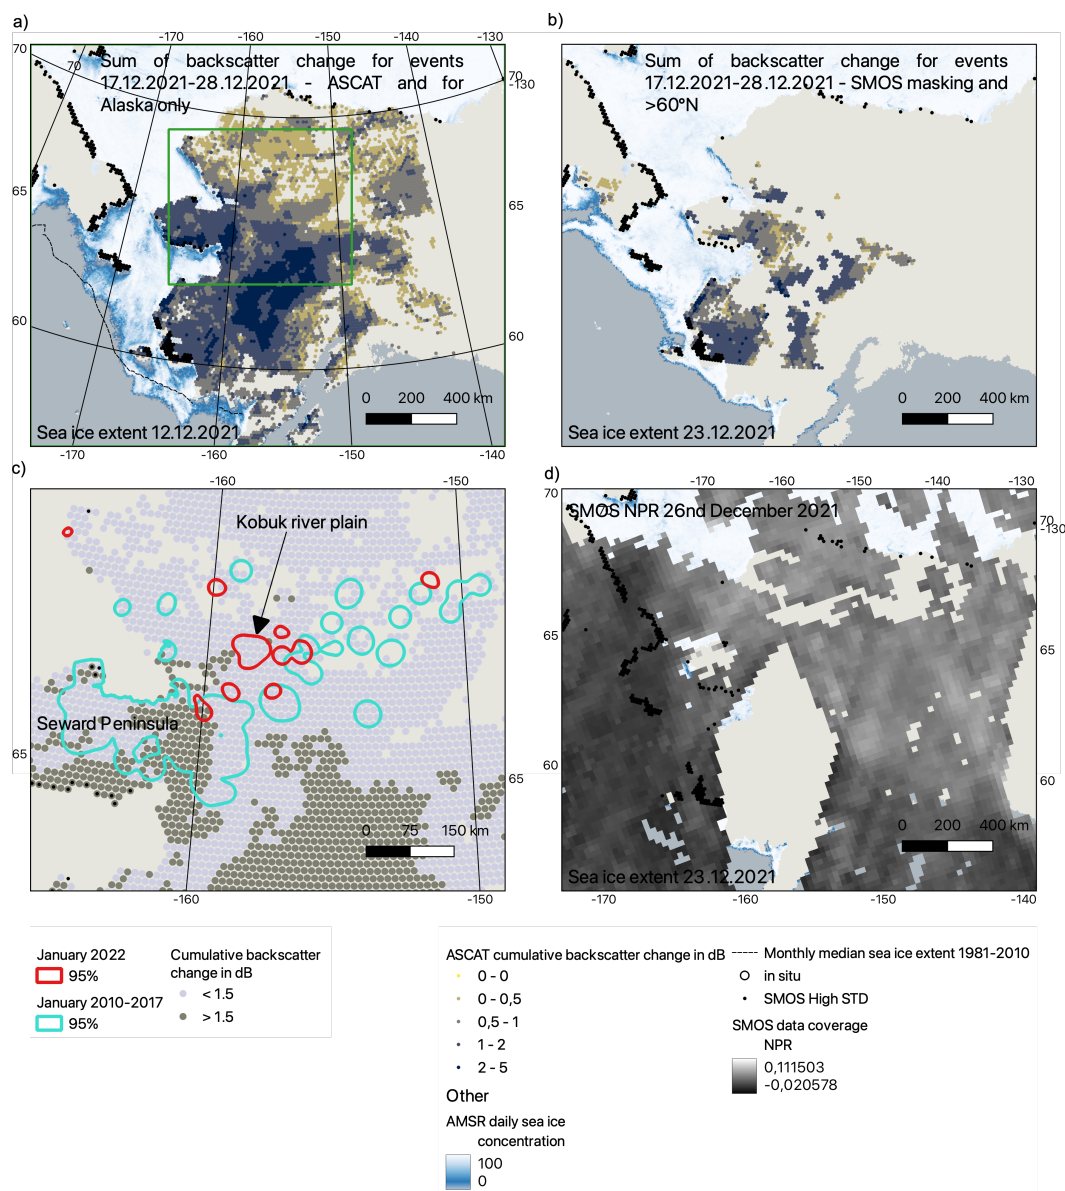 a)
-170
-160
-150
-140
-130
70
70
70
-130
Sum of backscatter change for events
17.12.2021-28.12.2021 - ASCAT and for
Alaska only
65
65
60
60
0 200 400 km
Sea ice extent 12.12.2021
-170
-160
-150
-140
b)
Sum of backscatter change for events
17.12.2021-28.12.2021 - SMOS masking and
>60°N
0 200 400 km
Sea ice extent 23.12.2021
c)
-160
-150
Kobuk river plain
Seward Peninsula
65
65
0 75 150 km
-160
-150
d)
-170
-160
-150
-140
-130
70
70
-130
SMOS NPR 26nd December 2021
65
65
60
60
0 200 400 km
Sea ice extent 23.12.2021
-170
-160
-150
-140
January 2022
95%
January 2010-2017
95%
Cumulative backscatter
change in dB
< 1.5
> 1.5
ASCAT cumulative backscatter change in dB
0 - 0
0 - 0,5
0,5 - 1
1 - 2
2 - 5
Other
AMSR daily sea ice
concentration
100
0
Monthly median sea ice extent 1981-2010
in situ
SMOS High STD
SMOS data coverage
NPR
0,111503
-0,020578